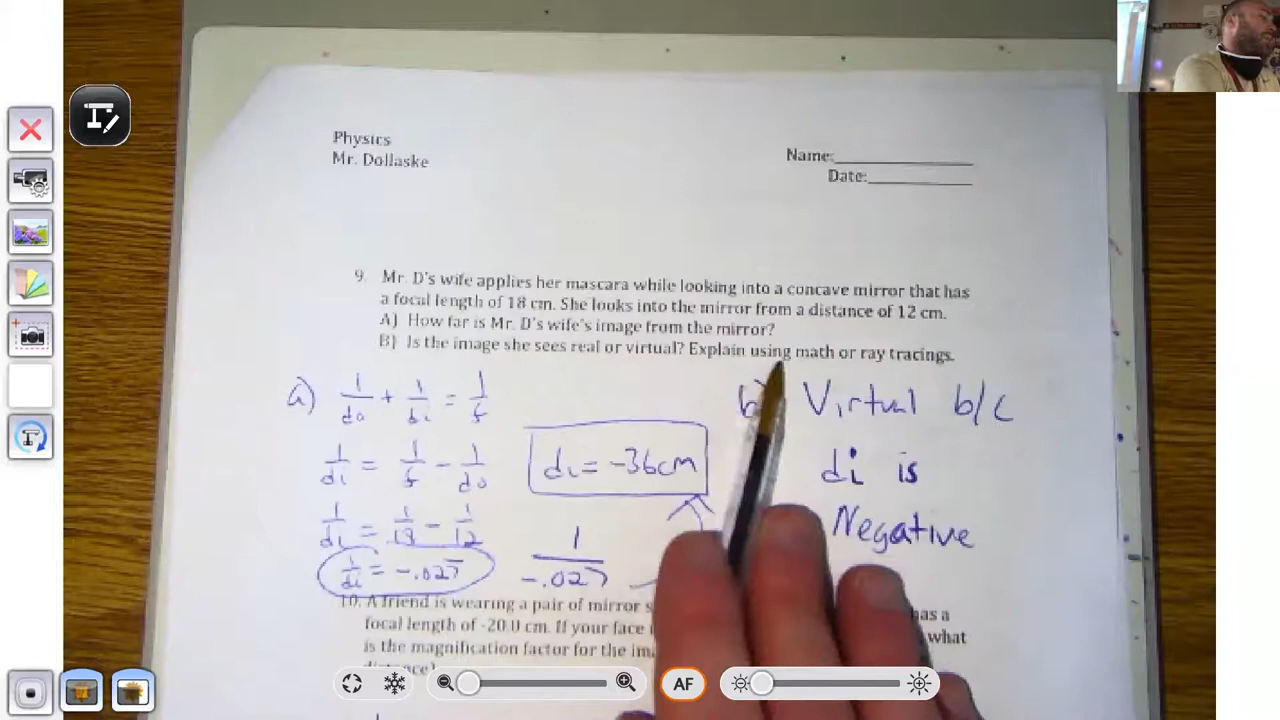 Physics
Mr. Dollaske
Name:
Date:
9. Mr. D's wife applies her mascara while looking into a concave mirror that has
a focal length of 18 cm. She looks into the mirror from a distance of 12 cm.
A) How far is Mr. D's wife's image from the mirror?
B) Is the image she sees real or virtual? Explain using math or ray tracings.
a) 1/do + 1/di = 1/f
1/di = 1/f - 1/do
1/di = 1/18 - 1/12
1/di = -.027
1/-.027
di = -36cm
b) Virtual b/c
di is
Negative
10. A friend is wearing a pair of mirror has a
focal length of -20.0 cm. If your face what
is the magnification factor for the
AF